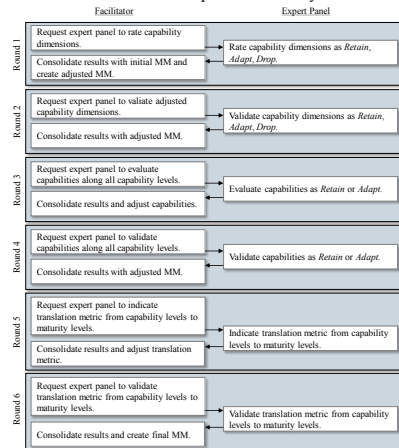 Facilitator
Expert Panel
Round 1
Request expert panel to rate capability
dimensions.
Consolidate results with initial MM and
create adjusted MM.
Rate capability dimensions as Retain,
Adapt, Drop.
Round 2
Request expert panel to valiate adjusted
capability dimensions.
Consolidate results with adjusted MM.
Validate capability dimensions as Retain,
Adapt, Drop.
Round 3
Request expert panel to evaluate
capabilities along all capability levels.
Consolidate results and adjust capabilities.
Evaluate capabilities as Retain or Adapt.
Round 4
Request expert panel to validate
capabilities along all capability levels.
Consolidate results with adjusted MM.
Validate capabilities as Retain or Adapt.
Round 5
Request expert panel to indicate
translation metric from capability levels to
maturity levels.
Consolidate results and adjust translation
metric.
Indicate translation metric from capability
levels to maturity levels.
Round 6
Request expert panel to validate
translation metric from capability levels to
maturity levels.
Consolidate results and create final MM.
Validate translation metric from capability
levels to maturity levels.